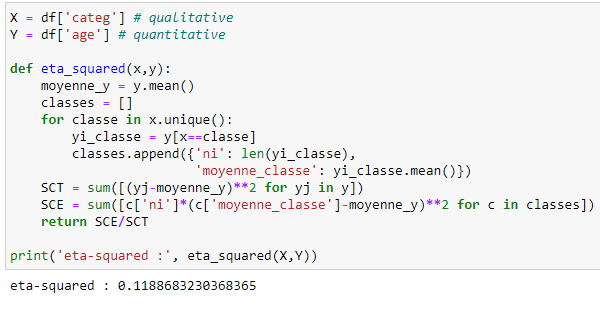 X = df['categ'] # qualitative
Y = df['age'] # quantitative
def eta_squared(x,y):
    moyenne_y = y.mean()
    classes = []
    for classe in x.unique():
        yi_classe = y[x==classe]
        classes.append({'ni': len(yi_classe),
                        'moyenne_classe': yi_classe.mean()})
    SCT = sum([(yj-moyenne_y)**2 for yj in y])
    SCE = sum([c['ni']*(c['moyenne_classe']-moyenne_y)**2 for c in classes])
    return SCE/SCT
print('eta-squared :', eta_squared(X,Y))
eta-squared : 0.1188683230368365